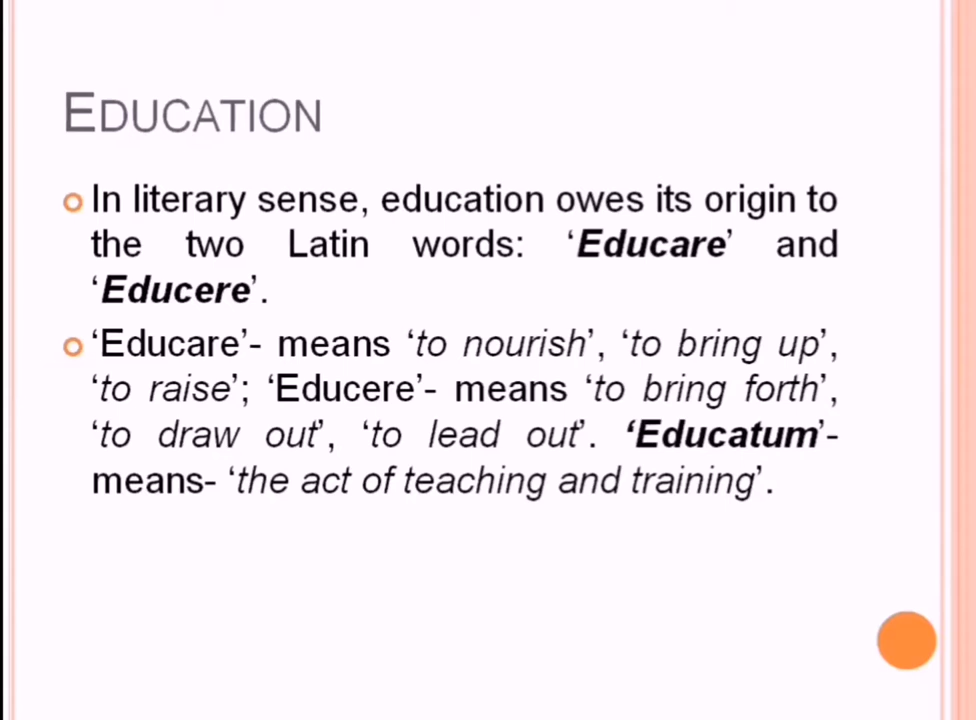 EDUCATION
In literary sense, education owes its origin to
the two Latin words: ‘Educare’ and
‘Educere’.
‘Educare’- means ‘to nourish’, ‘to bring up’,
‘to raise’; ‘Educere’- means ‘to bring forth’,
‘to draw out’, ‘to lead out’. ‘Educatum’-
means- ‘the act of teaching and training’.